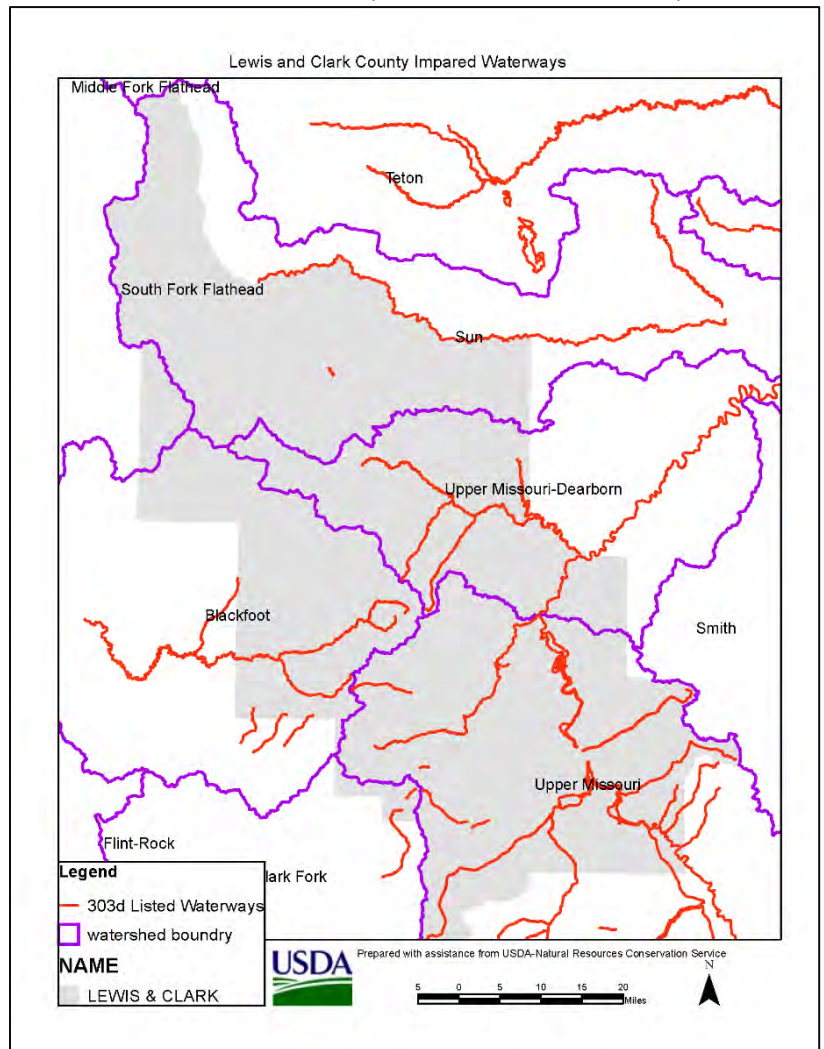 Lewis and Clark County Impared Waterways
Middle Fork Flathead
Teton
South Fork Flathead
Sun
Upper Missouri-Dearborn
Blackfoot
Smith
Upper Missouri
Flint-Rock
lark Fork
Legend
303d Listed Waterways
watershed boundry
NAME
LEWIS & CLARK
USDA
Prepared with assistance from USDA-Natural Resources Conservation Service
N
5 0 5 10 15 20
Miles